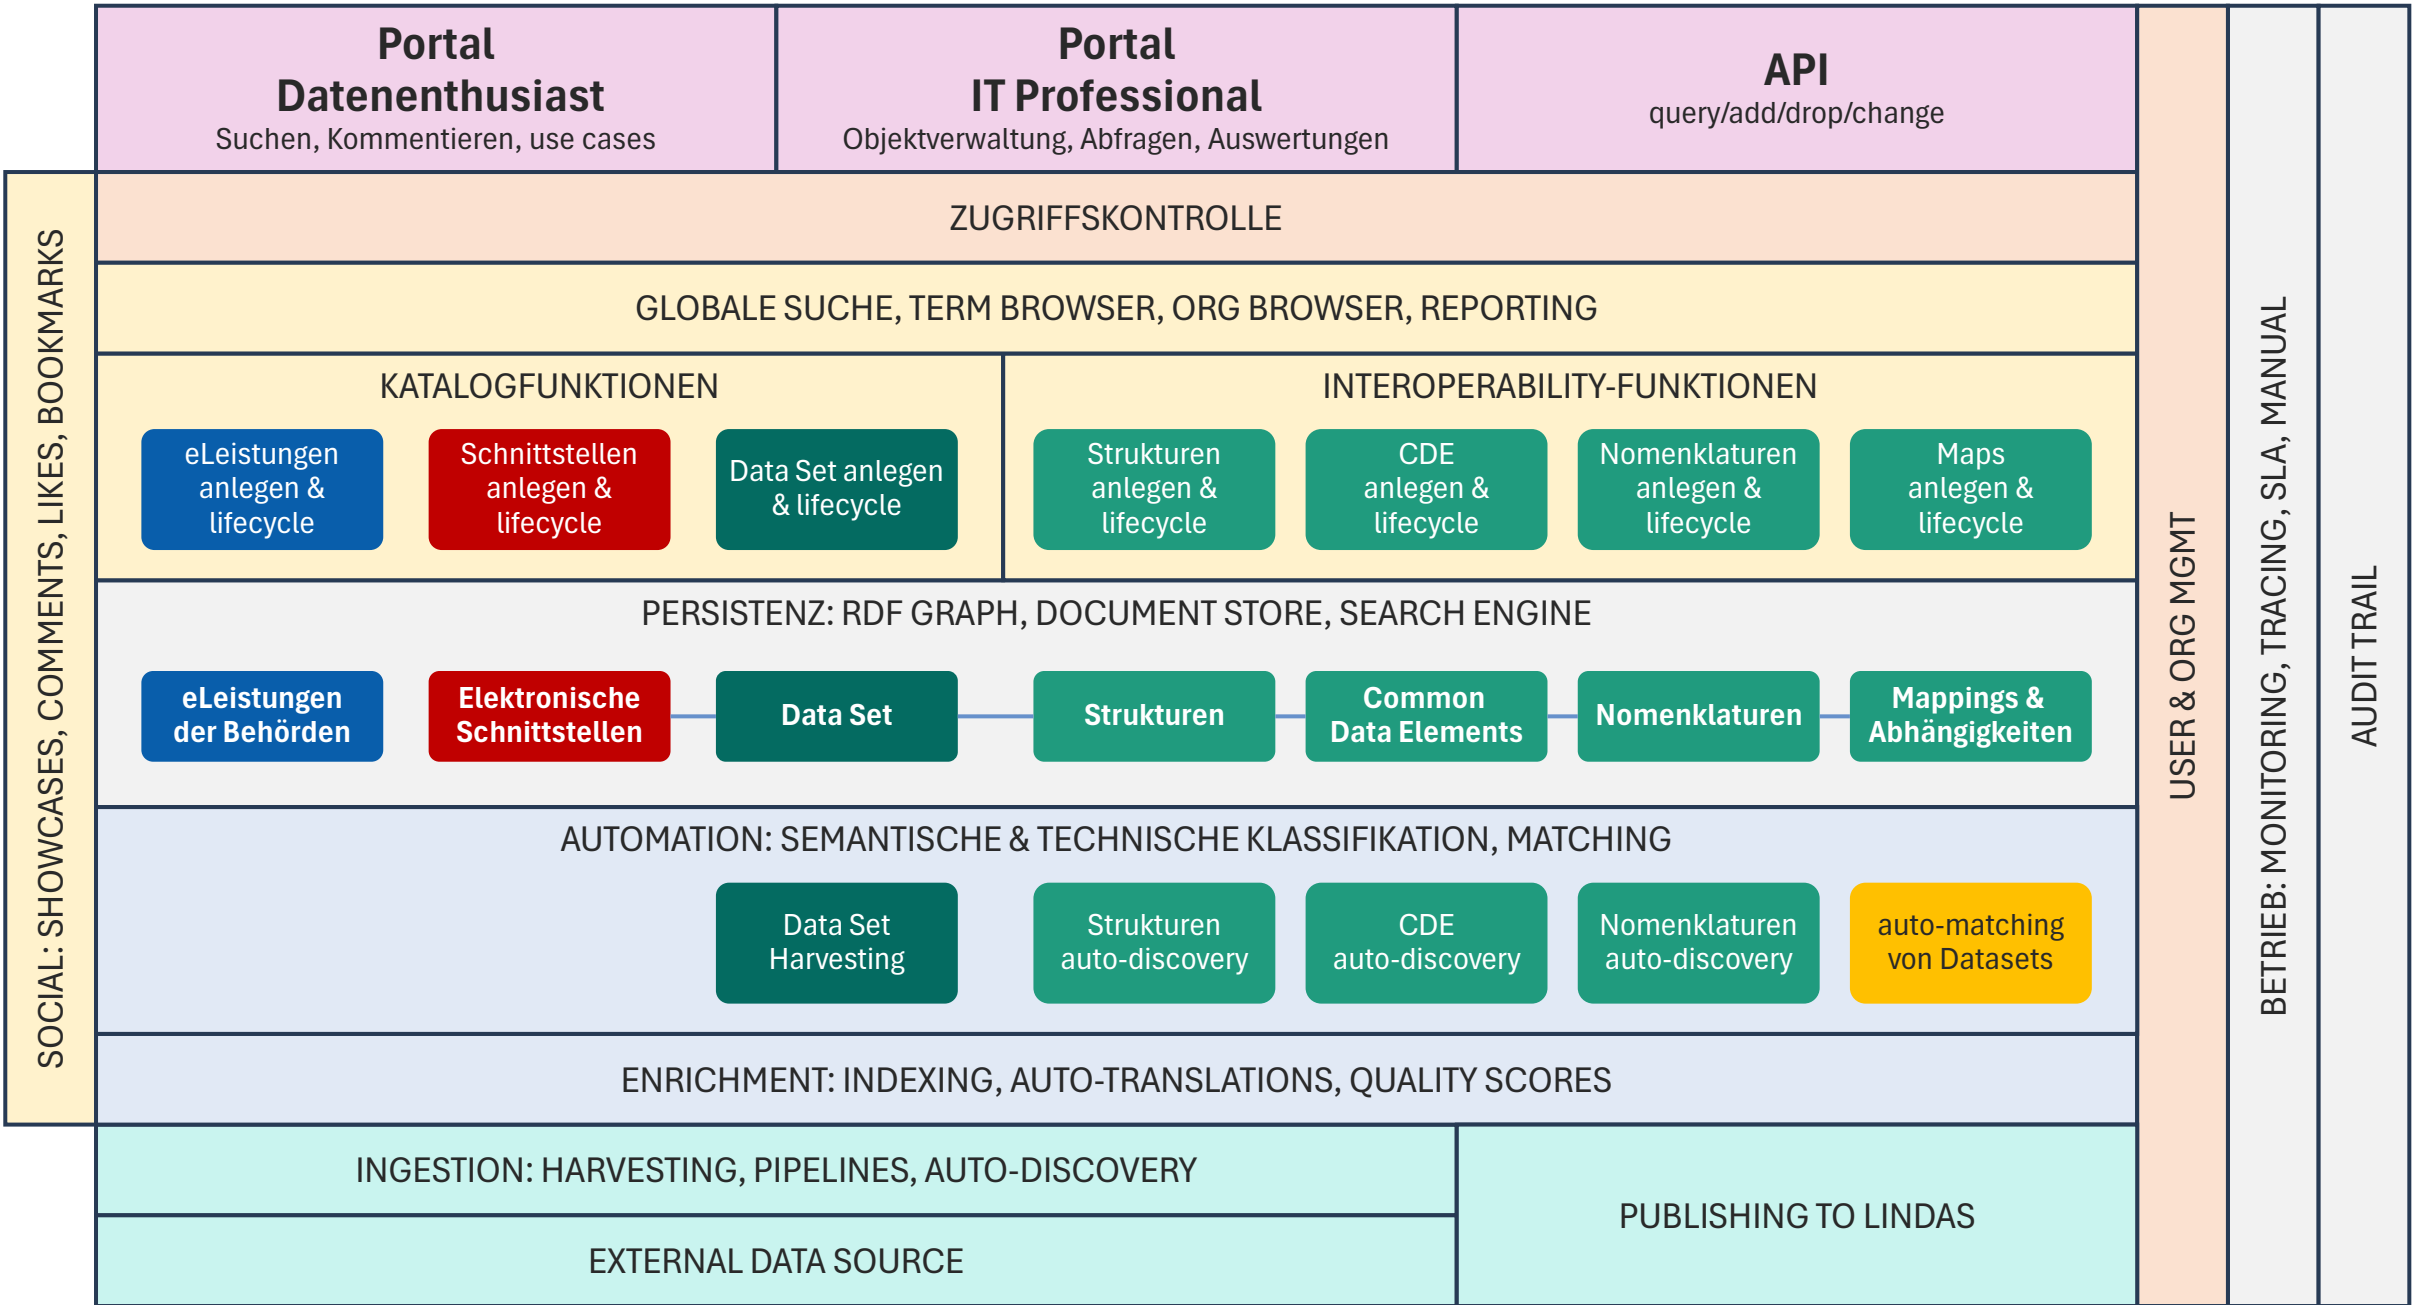 Portal
Datenenthusiast
Suchen, Kommentieren, use cases
Portal
IT Professional
Objektverwaltung, Abfragen, Auswertungen
API
query/add/drop/change
SOCIAL: SHOWCASES, COMMENTS, LIKES, BOOKMARKS
ZUGRIFFSKONTROLLE
GLOBALE SUCHE, TERM BROWSER, ORG BROWSER, REPORTING
KATALOGFUNKTIONEN
eLeistungen
anlegen &
lifecycle
Schnittstellen
anlegen &
lifecycle
Data Set anlegen
& lifecycle
INTEROPERABILITY-FUNKTIONEN
Strukturen
anlegen &
lifecycle
CDE
anlegen &
lifecycle
Nomenklaturen
anlegen &
lifecycle
Maps
anlegen &
lifecycle
PERSISTENZ: RDF GRAPH, DOCUMENT STORE, SEARCH ENGINE
eLeistungen
der Behörden
Elektronische
Schnittstellen
Data Set
Strukturen
Common
Data Elements
Nomenklaturen
Mappings &
Abhängigkeiten
AUTOMATION: SEMANTISCHE & TECHNISCHE KLASSIFIKATION, MATCHING
Data Set
Harvesting
Strukturen
auto-discovery
CDE
auto-discovery
Nomenklaturen
auto-discovery
auto-matching
von Datasets
ENRICHMENT: INDEXING, AUTO-TRANSLATIONS, QUALITY SCORES
INGESTION: HARVESTING, PIPELINES, AUTO-DISCOVERY
EXTERNAL DATA SOURCE
PUBLISHING TO LINDAS
USER & ORG MGMT
BETRIEB: MONITORING, TRACING, SLA, MANUAL
AUDIT TRAIL